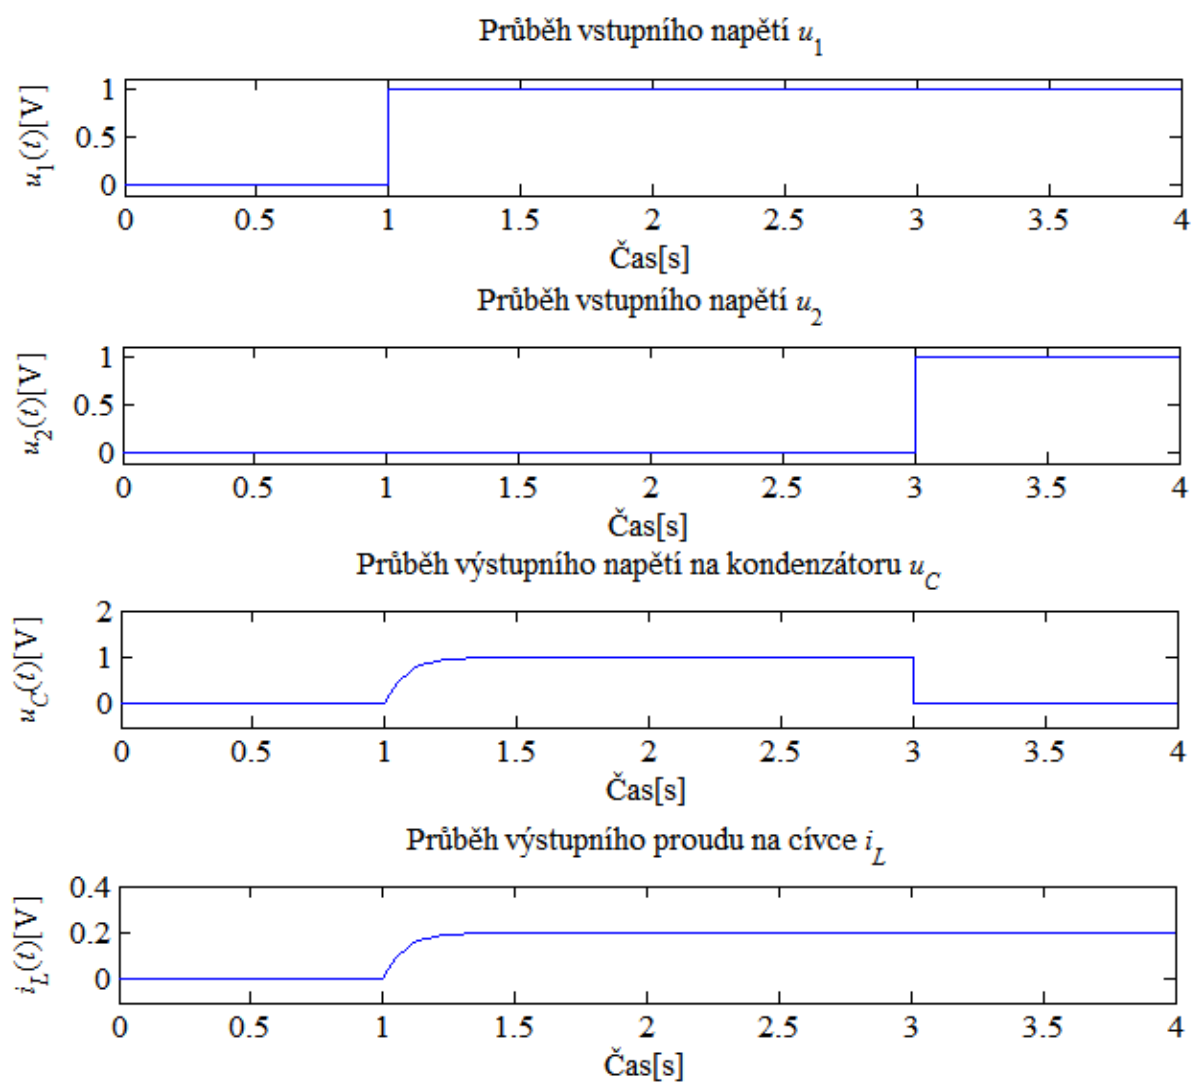 Průběh vstupního napětí u1
u1(t)[V]
1
0.5
0
0 0.5 1 1.5 2 2.5 3 3.5 4
Čas[s]
Průběh vstupního napětí u2
u2(t)[V]
1
0.5
0
0 0.5 1 1.5 2 2.5 3 3.5 4
Čas[s]
Průběh výstupního napětí na kondenzátoru uC
uC(t)[V]
2
1
0
0 0.5 1 1.5 2 2.5 3 3.5 4
Čas[s]
Průběh výstupního proudu na cívce iL
iL(t)[V]
0.4
0.2
0
0 0.5 1 1.5 2 2.5 3 3.5 4
Čas[s]